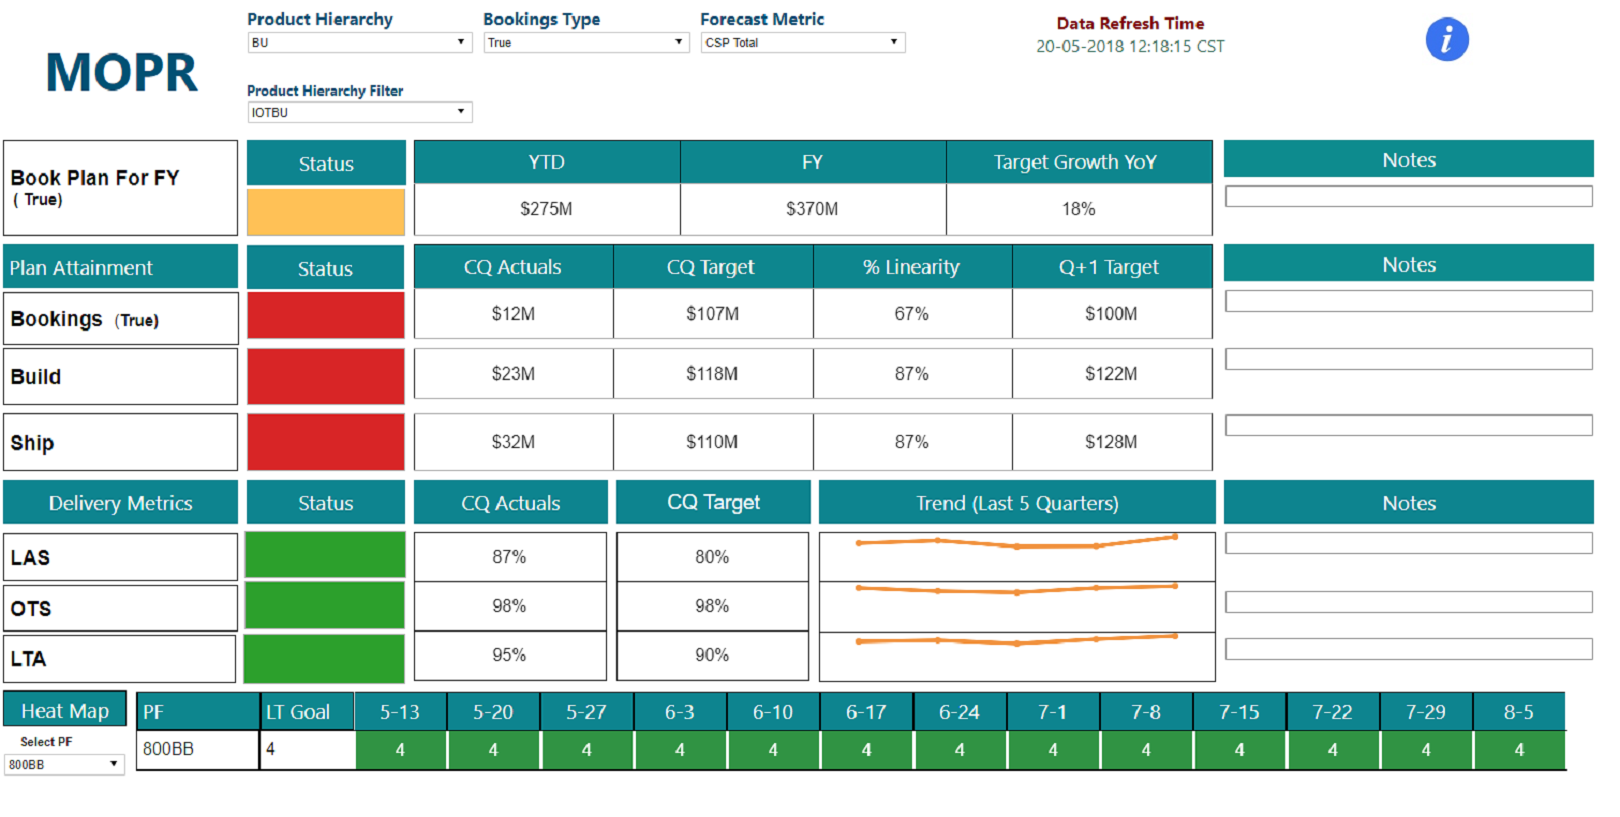 Product Hierarchy Bookings Type Forecast Metric Data Refresh Time
BU True CSP Total 20-05-2018 12:18:15 CST
i
MOPR
Product Hierarchy Filter
IOTBU
Book Plan For FY
( True)
Status YTD FY Target Growth YoY Notes
$275M $370M 18%
Plan Attainment Status CQ Actuals CQ Target % Linearity Q+1 Target Notes
Bookings (True) $12M $107M 67% $100M
Build $23M $118M 87% $122M
Ship $32M $110M 87% $128M
Delivery Metrics Status CQ Actuals CQ Target Trend (Last 5 Quarters) Notes
LAS 87% 80%
OTS 98% 98%
LTA 95% 90%
Heat Map PF LT Goal 5-13 5-20 5-27 6-3 6-10 6-17 6-24 7-1 7-8 7-15 7-22 7-29 8-5
Select PF
800BB
800BB 4 4 4 4 4 4 4 4 4 4 4 4 4 4